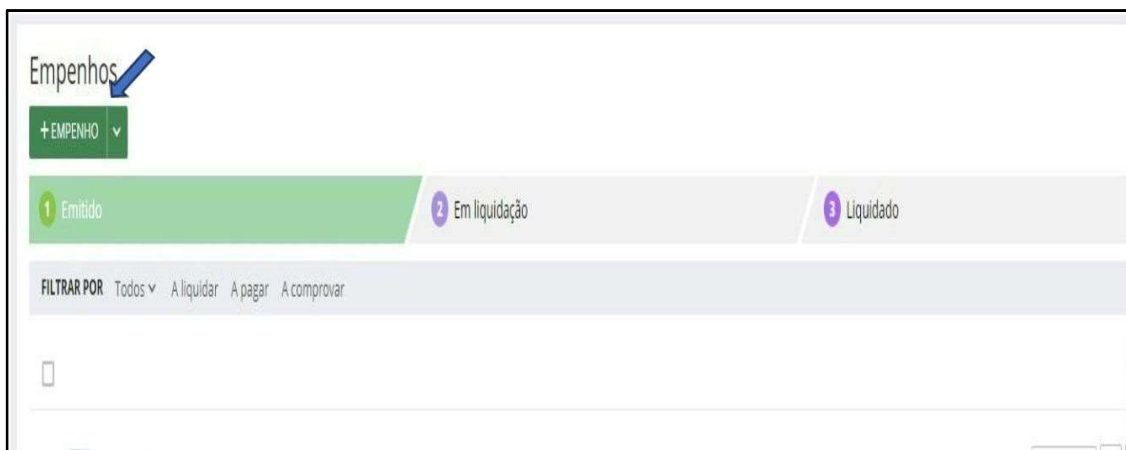 Empenhos
+ EMPENHO
1 Emitido 2 Em liquidação 3 Liquidado
FILTRAR POR Todos A liquidar A pagar A comprovar